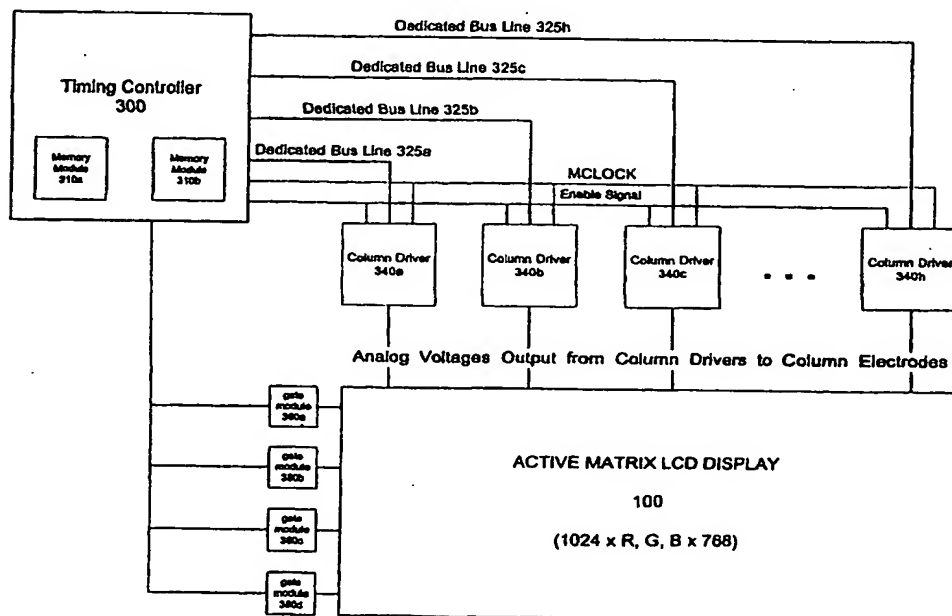 Dedicated Bus Line 325h
Dedicated Bus Line 325c
Timing Controller
300
Dedicated Bus Line 325b
Dedicated Bus Line 325a
Memory
Module
310a
Memory
Module
310b
MCLOCK
Enable Signal
Column Driver
340a
Column Driver
340b
Column Driver
340c
Column Driver
340h
Analog Voltages Output from Column Drivers to Column Electrodes
gate
module
360a
gate
module
360b
gate
module
360c
gate
module
360d
ACTIVE MATRIX LCD DISPLAY
100
(1024 x R, G, B x 768)